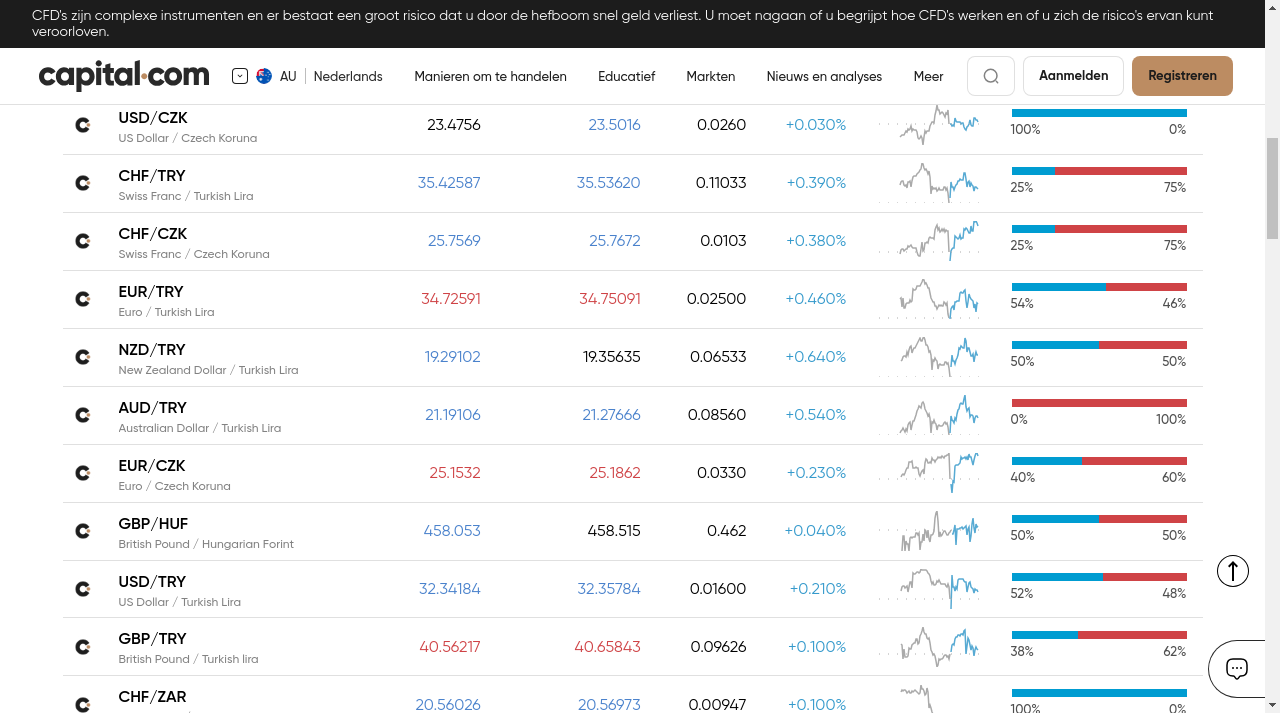 CFD's zijn complexe instrumenten en er bestaat een groot risico dat u door de hefboom snel geld verliest. U moet nagaan of u begrijpt hoe CFD's werken en of u zich de risico's ervan kunt
veroorloven.
capital.com AU Nederlands Manieren om te handelen Educatief Markten Nieuws en analyses Meer Aanmelden Registreren
USD/CZK 23.4756 23.5016 0.0260 +0.030%
US Dollar / Czech Koruna 100% 0%
CHF/TRY 35.42587 35.53620 0.11033 +0.390%
Swiss Franc / Turkish Lira 25% 75%
CHF/CZK 25.7569 25.7672 0.0103 +0.380%
Swiss Franc / Czech Koruna 25% 75%
EUR/TRY 34.72591 34.75091 0.02500 +0.460%
Euro / Turkish Lira 54% 46%
NZD/TRY 19.29102 19.35635 0.06533 +0.640%
New Zealand Dollar / Turkish Lira 50% 50%
AUD/TRY 21.19106 21.27666 0.08560 +0.540%
Australian Dollar / Turkish Lira 0% 100%
EUR/CZK 25.1532 25.1862 0.0330 +0.230%
Euro / Czech Koruna 40% 60%
GBP/HUF 458.053 458.515 0.462 +0.040%
British Pound / Hungarian Forint 50% 50%
USD/TRY 32.34184 32.35784 0.01600 +0.210%
US Dollar / Turkish Lira 52% 48%
GBP/TRY 40.56217 40.65843 0.09626 +0.100%
British Pound / Turkish lira 38% 62%
CHF/ZAR 20.56026 20.56973 0.00947 +0.100%
100% 0%